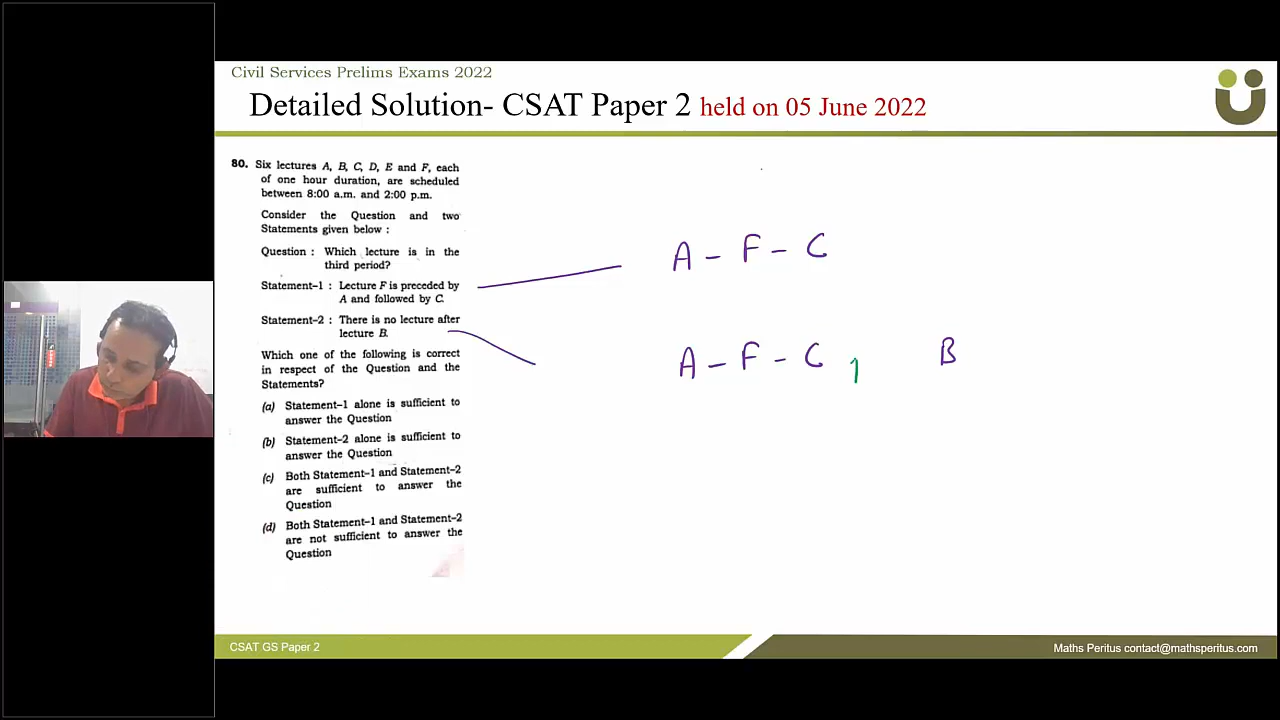 Civil Services Prelims Exams 2022
Detailed Solution- CSAT Paper 2 held on 05 June 2022
80. Six lectures A, B, C, D, E and F, each
of one hour duration, are scheduled
between 8:00 a.m. and 2:00 p.m.
Consider the Question and two
Statements given below :
Question : Which lecture is in the
third period?
Statement-1 : Lecture F is preceded by
A and followed by C.
Statement-2 : There is no lecture after
lecture B.
Which one of the following is correct
in respect of the Question and the
Statements?
(a) Statement-1 alone is sufficient to
answer the Question
(b) Statement-2 alone is sufficient to
answer the Question
(c) Both Statement-1 and Statement-2
are sufficient to answer the
Question
(d) Both Statement-1 and Statement-2
are not sufficient to answer the
Question
A - F - C
A - F - C 1 B
CSAT GS Paper 2
Maths Peritus contact@mathsperitus.com